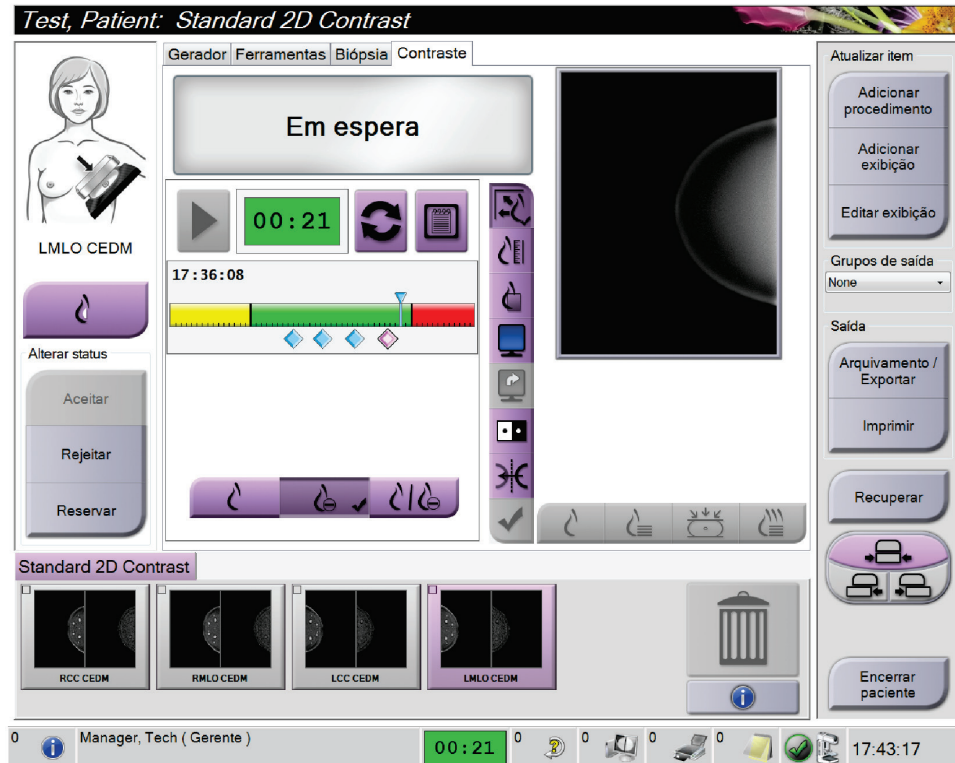 Test, Patient: Standard 2D Contrast
Gerador Ferramentas Biópsia Contraste
Em espera
00:21
17:36:08
LMLO CEDM
Alterar status
Aceitar
Rejeitar
Reservar
Atualizar item
Adicionar
procedimento
Adicionar
exibição
Editar exibição
Grupos de saída
None
Saída
Arquivamento /
Exportar
Imprimir
Recuperar
Encerrar
paciente
Standard 2D Contrast
RCC CEDM
RMLO CEDM
LCC CEDM
LMLO CEDM
0
Manager, Tech ( Gerente )
00:21
0
0
0
0
17:43:17